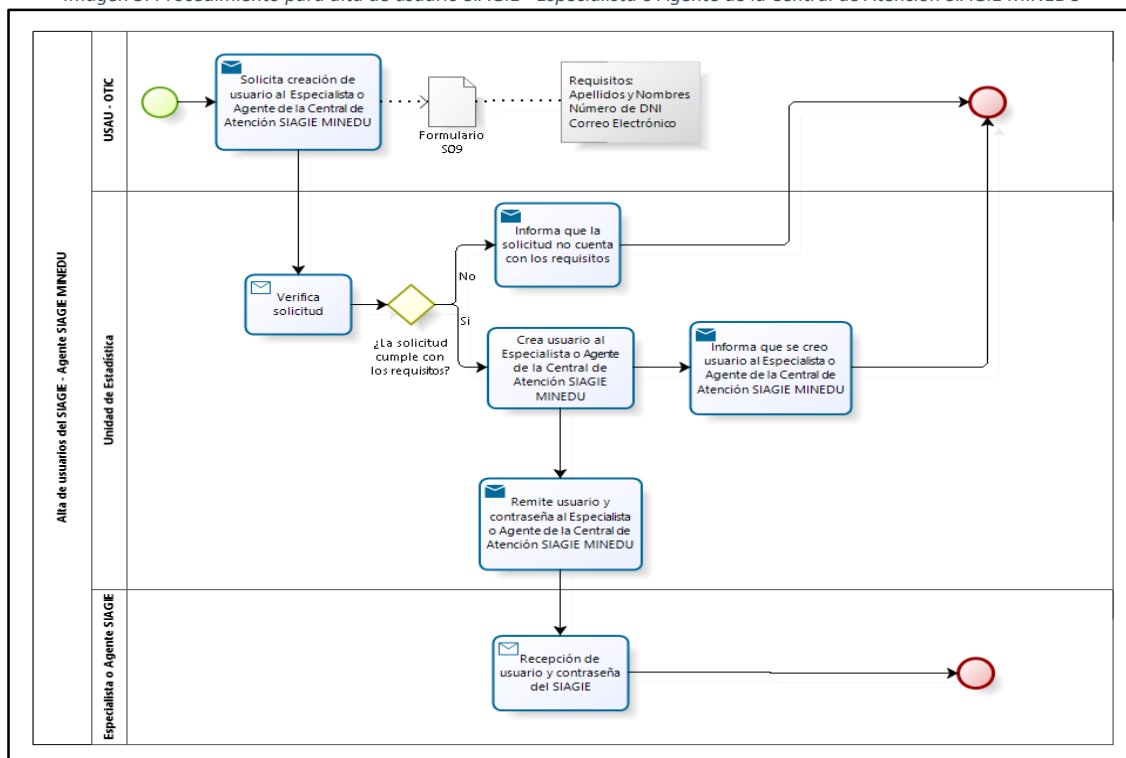 Alta de usuarios del SIAGIE - Agente SIAGIE MINEDU
USAU - OTIC
Solicita creación de
usuario al Especialista o
Agente de la Central de
Atención SIAGIE MINEDU
Formulario
S09
Requisitos:
Apellidos y Nombres
Número de DNI
Correo Electrónico
Unidad de Estadística
Verifica
solicitud
¿La solicitud
cumple con
los requisitos?
No
Informa que la
solicitud no cuenta
con los requisitos
Si
Crea usuario al
Especialista o Agente
de la Central de
Atención SIAGIE
MINEDU
Informa que se creo
usuario al Especialista o
Agente de la Central de
Atención SIAGIE MINEDU
Remite usuario y
contraseña al Especialista
o Agente de la Central de
Atención SIAGIE MINEDU
Especialista o Agente SIAGIE
Recepción de
usuario y contraseña
del SIAGIE